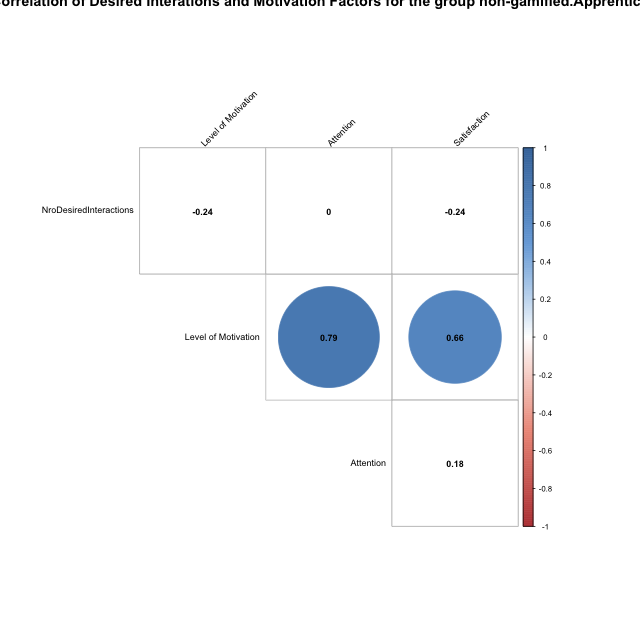 orrelation of Desired Interations and Motivation Factors for the group non-gamified.Apprentic
Level of Motivation
Attention
Satisfaction
NroDesiredInteractions
-0.24
0
-0.24
Level of Motivation
0.79
0.66
Attention
0.18
1
0.8
0.6
0.4
0.2
0
-0.2
-0.4
-0.6
-0.8
-1